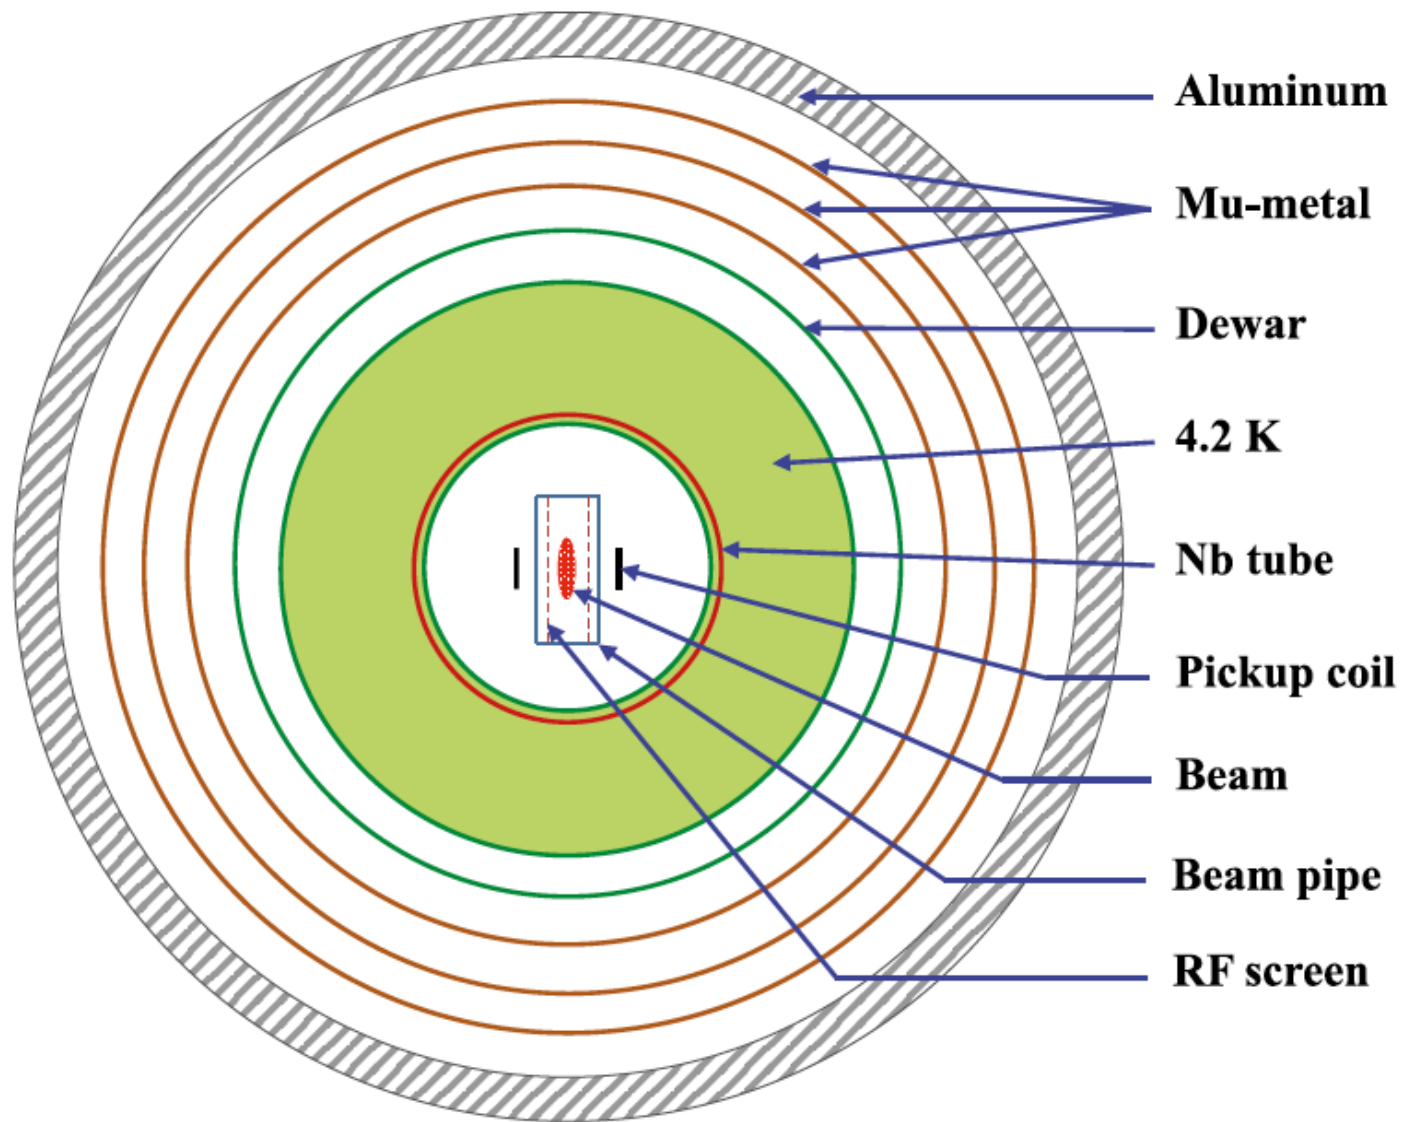 Aluminum
Mu-metal
Dewar
4.2 K
Nb tube
Pickup coil
Beam
Beam pipe
RF screen